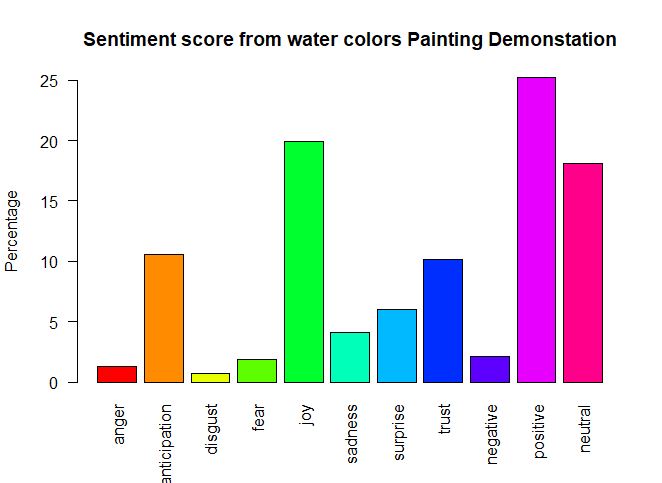 Sentiment score from water colors Painting Demonstation
Percentage
25
20
15
10
5
0
anger
anticipation
disgust
fear
joy
sadness
surprise
trust
negative
positive
neutral